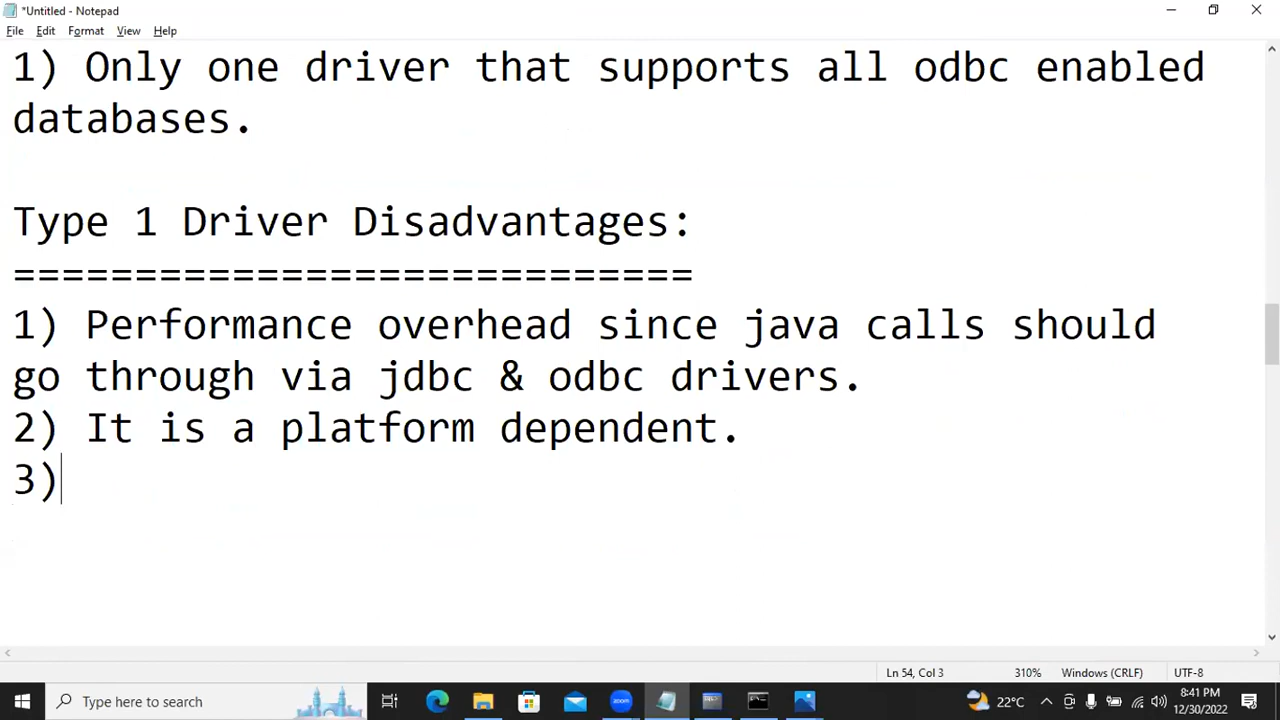 *Untitled - Notepad
File Edit Format View Help
1) Only one driver that supports all odbc enabled
databases.
Type 1 Driver Disadvantages:
============================
1) Performance overhead since java calls should
go through via jdbc & odbc drivers.
2) It is a platform dependent.
3)
Ln 54, Col 3 310% Windows (CRLF) UTF-8
Type here to search zoom 22°C 8:41 PM
12/30/2022